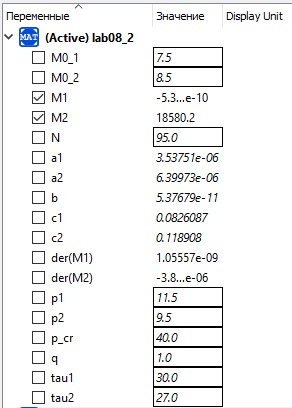 Переменные Значение Display Unit
MAT (Active) lab08_2
M0_1 7.5
M0_2 8.5
M1 -5.3...e-10
M2 18580.2
N 95.0
a1 3.53751e-06
a2 6.39973e-06
b 5.37679e-11
c1 0.0826087
c2 0.118908
der(M1) 1.05557e-09
der(M2) -3.8...e-06
p1 11.5
p2 9.5
p_cr 40.0
q 1.0
tau1 30.0
tau2 27.0